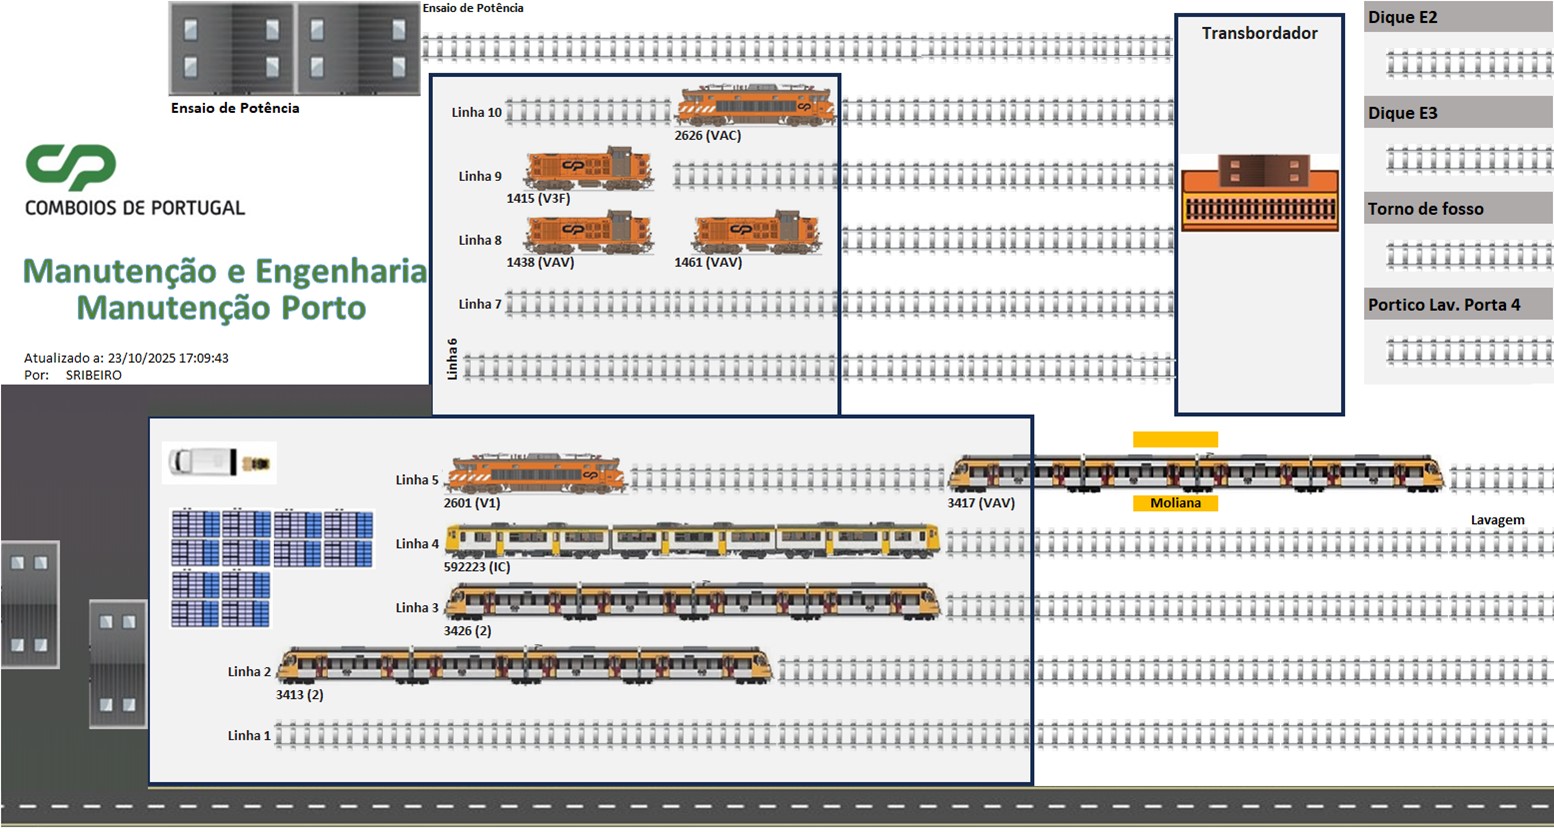 Ensaio de Potência
Transbordador
Dique E2
Ensaio de Potência
Linha 10
2626 (VAC)
Dique E3
CP
COMBOIOS DE PORTUGAL
Linha 9
1415 (V3F)
Torno de fosso
Linha 8
1438 (VAV)
1461 (VAV)
Manutenção e Engenharia
Manutenção Porto
Linha 7
Portico Lav. Porta 4
Atualizado a: 23/10/2025 17:09:43
Por: SRIBEIRO
Linha 6
Linha 5
2601 (V1)
3417 (VAV)
Moliana
Lavagem
Linha 4
592223 (IC)
Linha 3
3426 (2)
Linha 2
3413 (2)
Linha 1